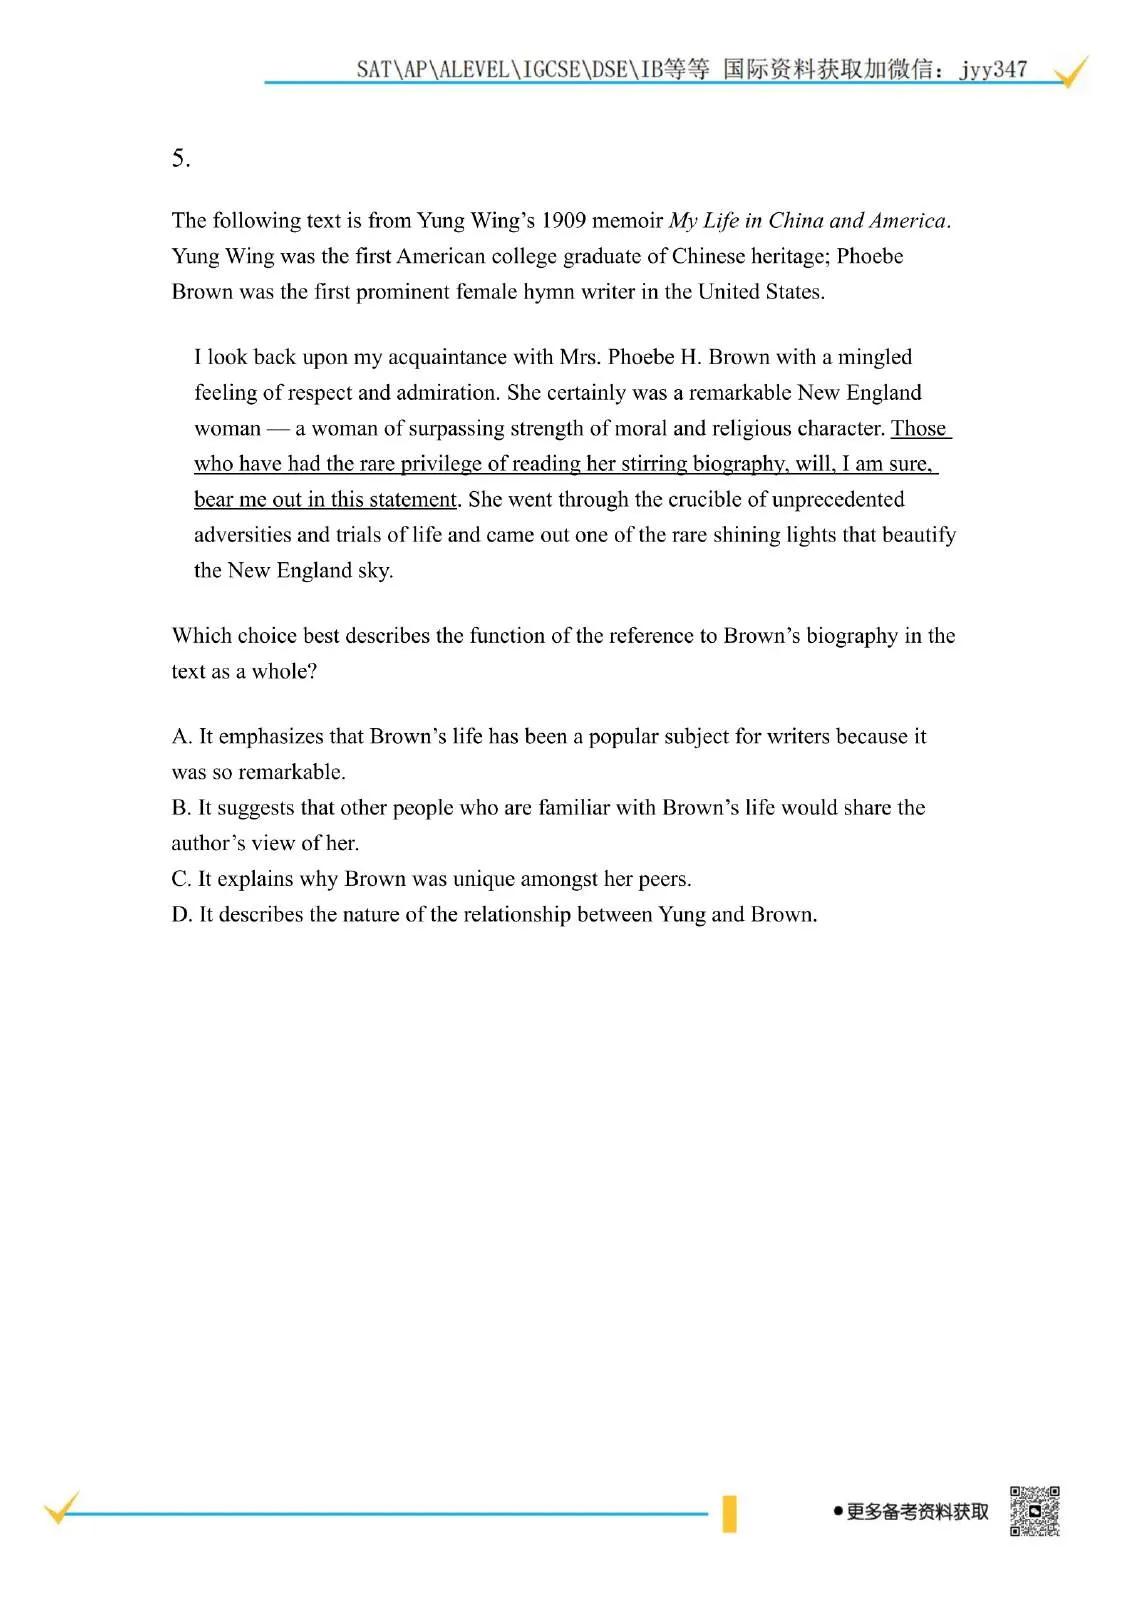 SAT\AP\ALEVEL\IGCSE\DSE\IB等等 国际资料获取加微信：jyy347
5.
The following text is from Yung Wing’s 1909 memoir My Life in China and America.
Yung Wing was the first American college graduate of Chinese heritage; Phoebe
Brown was the first prominent female hymn writer in the United States.
I look back upon my acquaintance with Mrs. Phoebe H. Brown with a mingled
feeling of respect and admiration. She certainly was a remarkable New England
woman — a woman of surpassing strength of moral and religious character. Those
who have had the rare privilege of reading her stirring biography, will, I am sure,
bear me out in this statement. She went through the crucible of unprecedented
adversities and trials of life and came out one of the rare shining lights that beautify
the New England sky.
Which choice best describes the function of the reference to Brown’s biography in the
text as a whole?
A. It emphasizes that Brown’s life has been a popular subject for writers because it
was so remarkable.
B. It suggests that other people who are familiar with Brown’s life would share the
author’s view of her.
C. It explains why Brown was unique amongst her peers.
D. It describes the nature of the relationship between Yung and Brown.
●更多备考资料获取